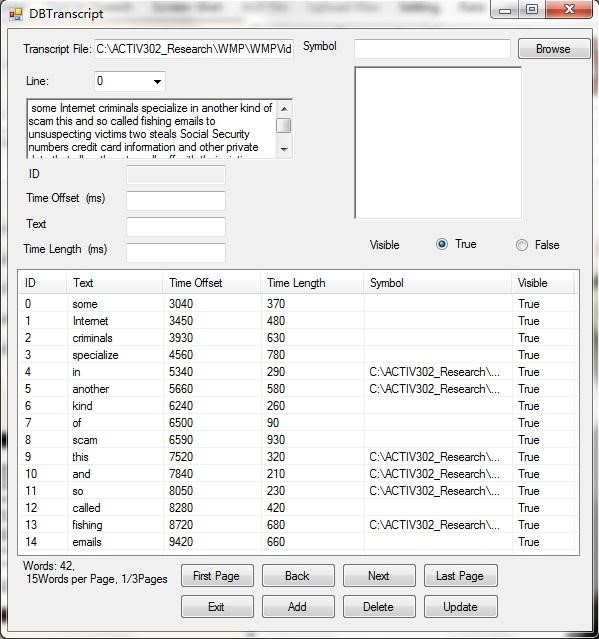 DBTranscript
Transcript File: C:\ACTIV302_Research\WMP\WMPVid Symbol Browse
Line: 0
some Internet criminals specialize in another kind of
scam this and so called fishing emails to
unsuspecting victims two steals Social Security
numbers credit card infomation and other private
ID
Time Offset (ms)
Text
Time Length (ms)
Visible True False
ID Text Time Offset Time Length Symbol Visible
0 some 3040 370 True
1 Internet 3450 480 True
2 criminals 3930 630 True
3 specialize 4560 780 True
4 in 5340 290 C:\ACTIV302_Research\... True
5 another 5660 580 C:\ACTIV302_Research\... True
6 kind 6240 260 True
7 of 6500 90 True
8 scam 6590 930 True
9 this 7520 320 C:\ACTIV302_Research\... True
10 and 7840 210 C:\ACTIV302_Research\... True
11 so 8050 230 C:\ACTIV302_Research\... True
12 called 8280 420 True
13 fishing 8720 680 C:\ACTIV302_Research\... True
14 emails 9420 660 True
Words: 42,
15Words per Page, 1/3Pages
First Page Back Next Last Page
Exit Add Delete Update